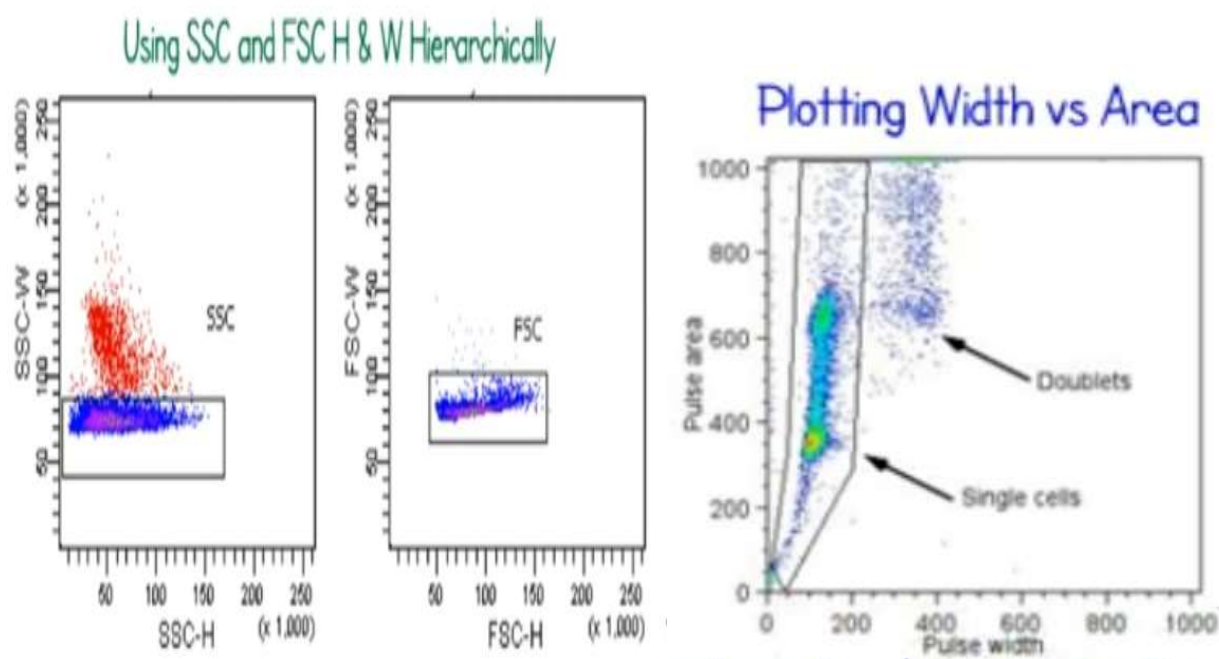 Using SSC and FSC H & W Hierarchically
SSC-W (x 1,000)
250
200
150
100
50
SSC
50 100 150 200 250
SSC-H (x 1,000)
FSC-W (x 1,000)
250
200
150
100
50
FSC
50 100 150 200 250
FSC-H (x 1,000)
Plotting Width vs Area
Pulse area
1000
800
600
400
200
0
Doublets
Single cells
0 200 400 600 800 1000
Pulse width